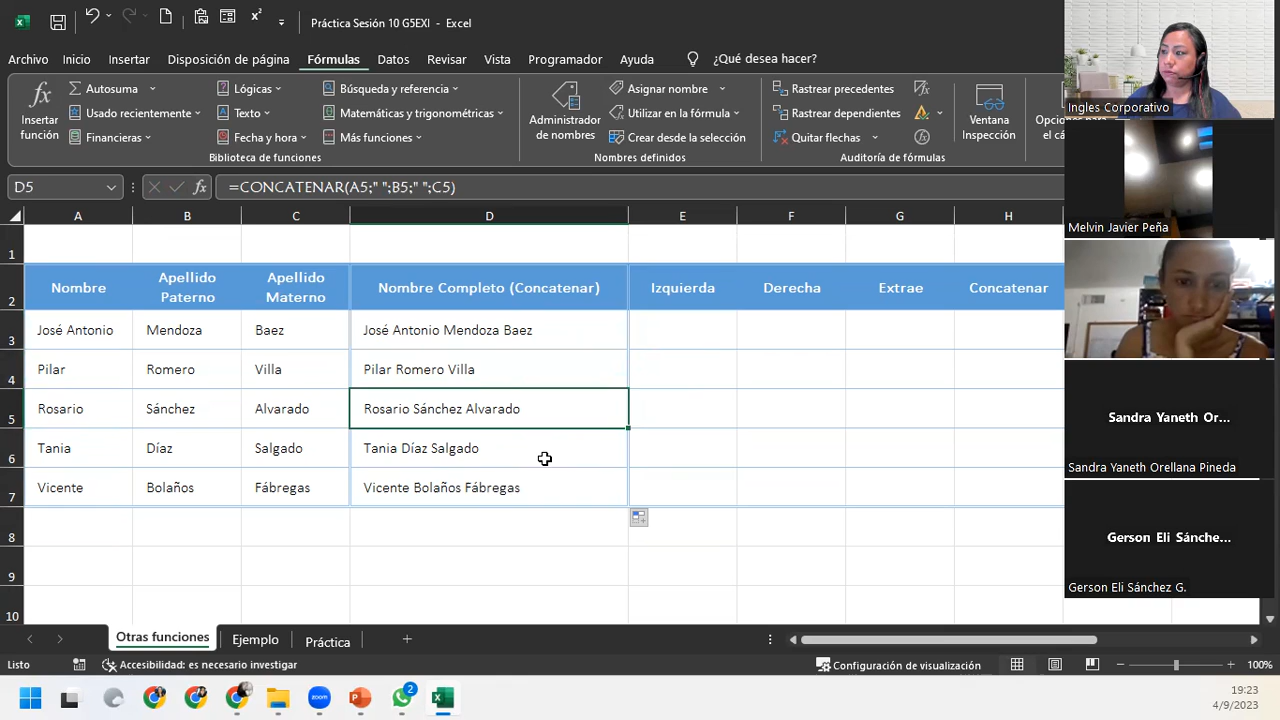 Práctica Sesión 10 GEXI - Excel
Archivo Inicio Insertar Disposición de página Fórmulas Ayuda ¿Qué desea hacer?
Insertar función
Autosuma
Usado recientemente
Financieras
Lógica
Texto
Fecha y hora
Búsqueda y referencia
Matemáticas y trigonométricas
Más funciones
Biblioteca de funciones
Administrador de nombres
Asignar nombre
Utilizar en la fórmula
Crear desde la selección
Nombres definidos
Rastrear precedentes
Rastrear dependientes
Quitar flechas
Auditoría de fórmulas
Ventana Inspección
D5 fx =CONCATENAR(A5;" ";B5;" ";C5)
A B C D E F G H
1
2 Nombre Apellido Paterno Apellido Materno Nombre Completo (Concatenar) Izquierda Derecha Extrae Concatenar
3 José Antonio Mendoza Baez José Antonio Mendoza Baez
4 Pilar Romero Villa Pilar Romero Villa
5 Rosario Sánchez Alvarado Rosario Sánchez Alvarado
6 Tania Díaz Salgado Tania Díaz Salgado
7 Vicente Bolaños Fábregas Vicente Bolaños Fábregas
8
9
10
Otras funciones Ejemplo Práctica
Listo Accesibilidad: es necesario investigar Configuración de visualización 100%
zoom 2
19:23
4/9/2023
Ingles Corporativo
Melvin Javier Peña
Sandra Yaneth Or...
Sandra Yaneth Orellana Pineda
Gerson Eli Sánche...
Gerson Eli Sánchez G.